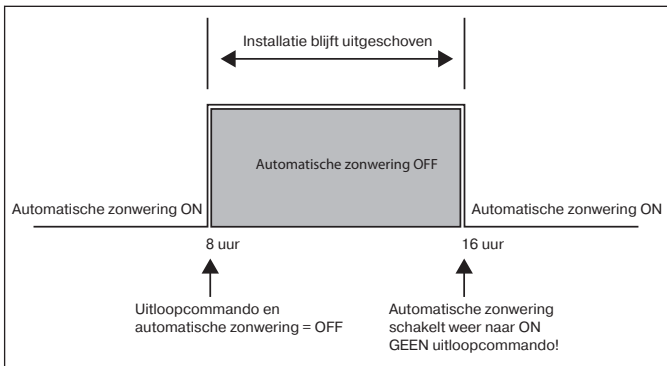 Installatie blijft uitgeschoven
Automatische zonwering OFF
Automatische zonwering ON
Automatische zonwering ON
8 uur
16 uur
Uitloopcommando en
automatische zonwering = OFF
Automatische zonwering
schakelt weer naar ON
GEEN uitloopcommando!